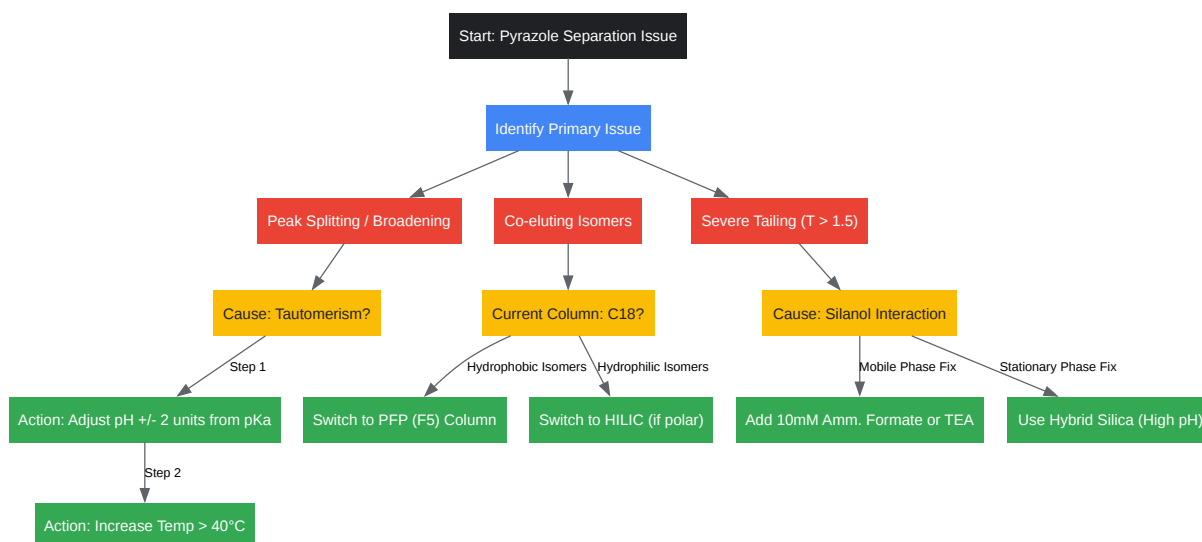 Start: Pyrazole Separation Issue
Identify Primary Issue
Peak Splitting / Broadening
Co-eluting Isomers
Severe Tailing (T > 1.5)
Cause: Tautomerism?
Current Column: C18?
Cause: Silanol Interaction
Step 1
Hydrophobic Isomers
Hydrophilic Isomers
Mobile Phase Fix
Stationary Phase Fix
Action: Adjust pH +/- 2 units from pKa
Switch to PFP (F5) Column
Switch to HILIC (if polar)
Add 10mM Amm. Formate or TEA
Use Hybrid Silica (High pH)
Step 2
Action: Increase Temp > 40°C